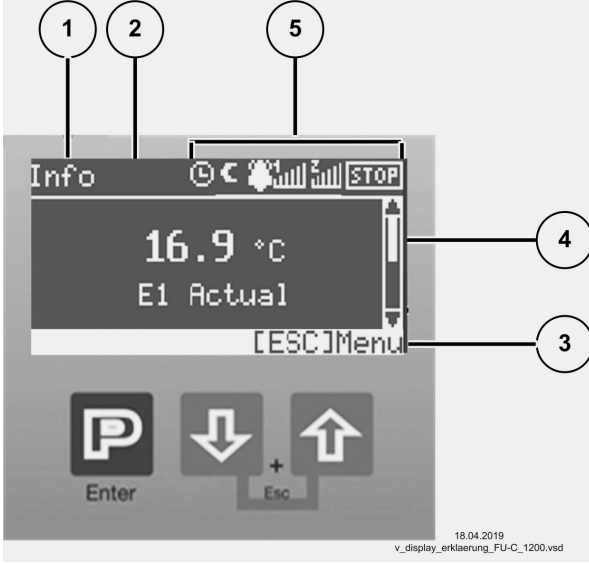 1 2 5
Info STOP
4
16.9 °C
E1 Actual
3
[ESC]Menu
P
+
Enter Esc
18.04.2019
v_display_erklaerung_FU-C_1200.vsd